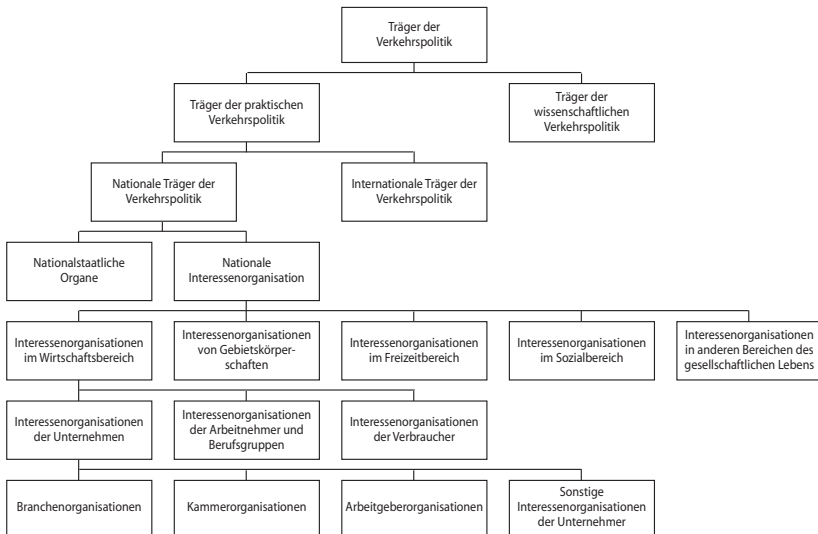 Träger der
Verkehrspolitik
Träger der praktischen
Verkehrspolitik
Träger der
wissenschaftlichen
Verkehrspolitik
Nationale Träger der
Verkehrspolitik
Internationale Träger der
Verkehrspolitik
Nationalstaatliche
Organe
Nationale
Interessenorganisation
Interessenorganisationen
im Wirtschaftsbereich
Interessenorganisationen
von Gebietskörper-
schaften
Interessenorganisationen
im Freizeitbereich
Interessenorganisationen
im Sozialbereich
Interessenorganisationen
in anderen Bereichen des
gesellschaftlichen Lebens
Interessenorganisationen
der Unternehmen
Interessenorganisationen
der Arbeitnehmer und
Berufsgruppen
Interessenorganisationen
der Verbraucher
Branchenorganisationen
Kammerorganisationen
Arbeitgeberorganisationen
Sonstige
Interessenorganisationen
der Unternehmer